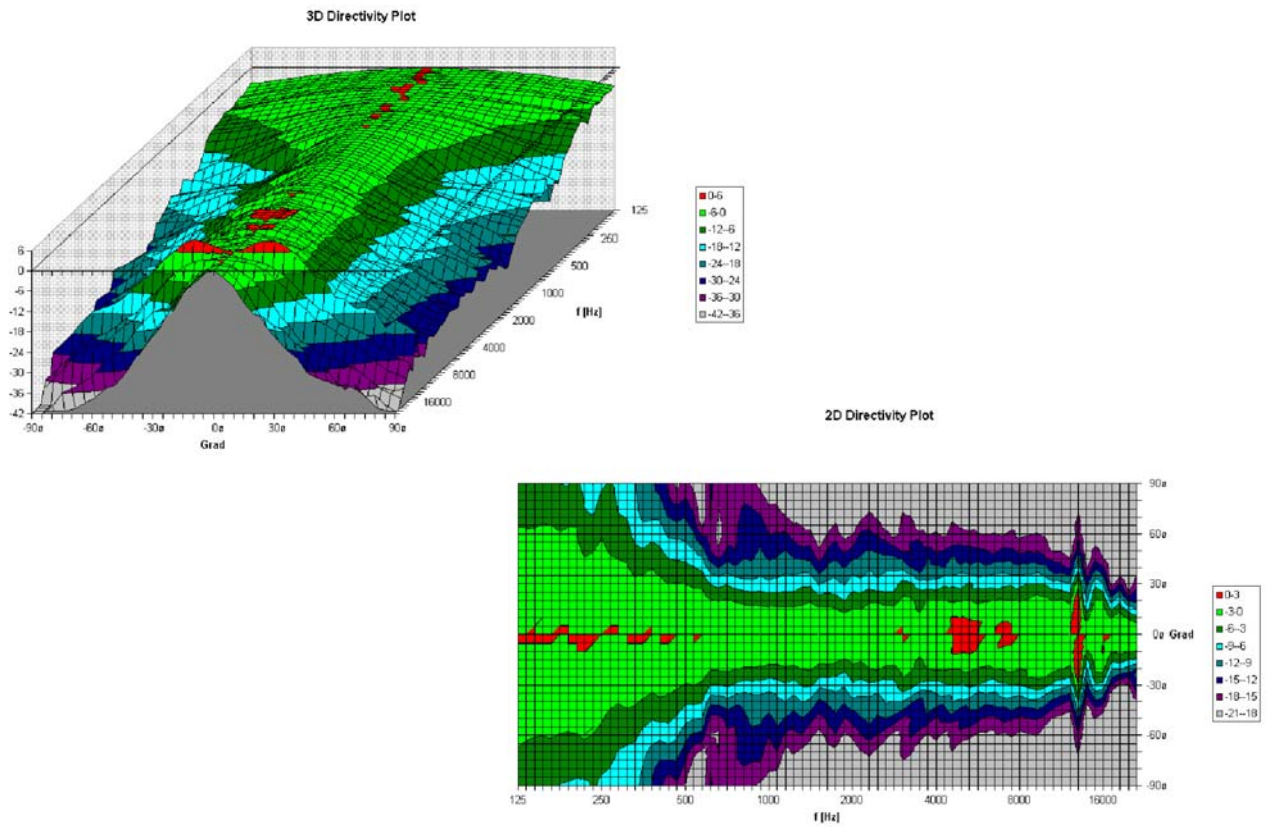 3D Directivity Plot
6
0
-6
-12
-18
-24
-30
-36
-42
-90ø
-60ø
-30ø
0ø
30ø
60ø
90ø
Grad
125
250
500
1000
2000
4000
8000
16000
f [Hz]
0-6
-6-0
-12--6
-18--12
-24--18
-30--24
-36--30
-42--36
2D Directivity Plot
90ø
60ø
30ø
0ø Grad
-30ø
-60ø
-90ø
125 250 500 1000 2000 4000 8000 16000
f [Hz]
0-3
-3-0
-6--3
-9--6
-12--9
-15--12
-18--15
-21--18